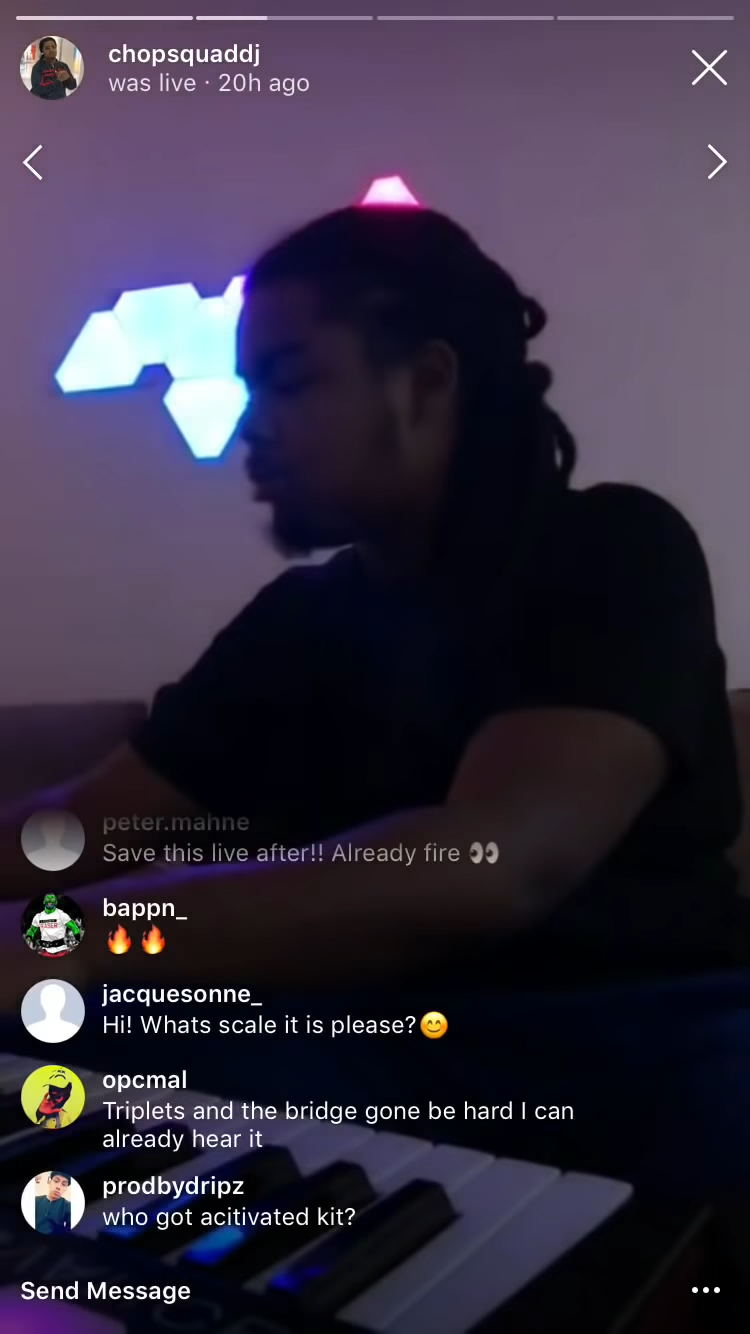 chopsquaddj
was live · 20h ago
peter.mahne
Save this live after!! Already fire 👀
bappn_
🔥🔥
jacquesonne_
Hi! Whats scale it is please?😊
opcmal
Triplets and the bridge gone be hard I can
already hear it
prodbydripz
who got acitivated kit?
Send Message